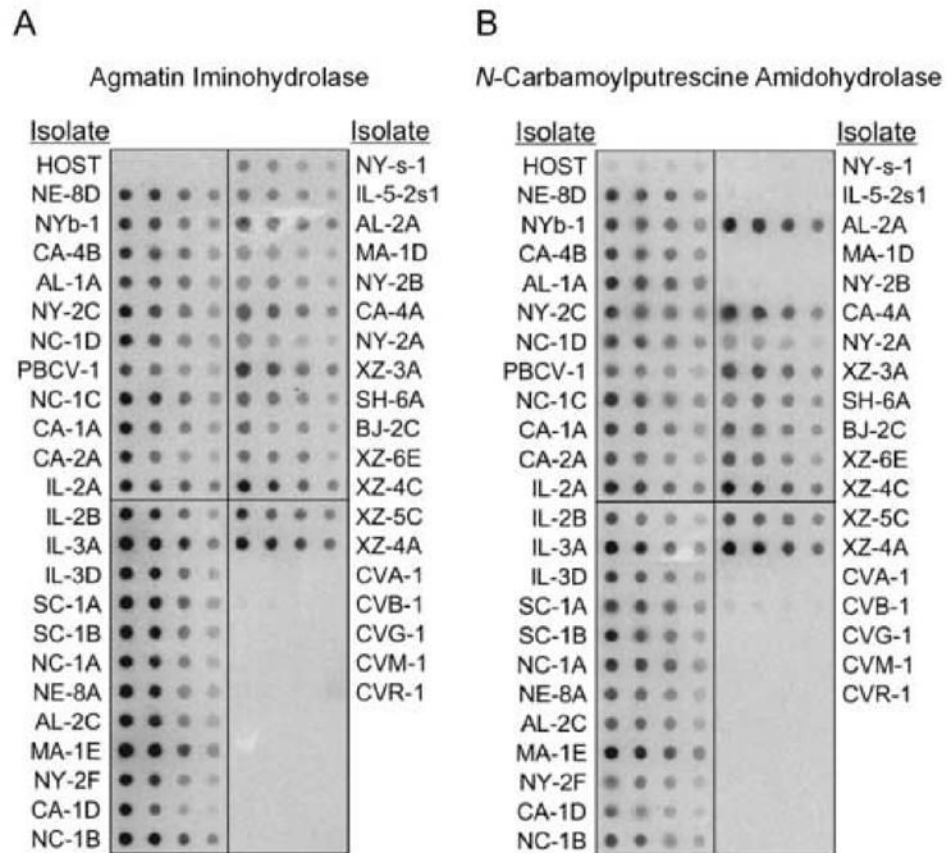 A
B
Agmatin Iminohydrolase
N-Carbamoylputrescine Amidohydrolase
Isolate
Isolate
HOST
NE-8D
NYb-1
CA-4B
AL-1A
NY-2C
NC-1D
PBCV-1
NC-1C
CA-1A
CA-2A
IL-2A
IL-2B
IL-3A
IL-3D
SC-1A
SC-1B
NC-1A
NE-8A
AL-2C
MA-1E
NY-2F
CA-1D
NC-1B
NY-s-1
IL-5-2s1
AL-2A
MA-1D
NY-2B
CA-4A
NY-2A
XZ-3A
SH-6A
BJ-2C
XZ-6E
XZ-4C
XZ-5C
XZ-4A
CVA-1
CVB-1
CVG-1
CVM-1
CVR-1
Isolate
Isolate
HOST
NE-8D
NYb-1
CA-4B
AL-1A
NY-2C
NC-1D
PBCV-1
NC-1C
CA-1A
CA-2A
IL-2A
IL-2B
IL-3A
IL-3D
SC-1A
SC-1B
NC-1A
NE-8A
AL-2C
MA-1E
NY-2F
CA-1D
NC-1B
NY-s-1
IL-5-2s1
AL-2A
MA-1D
NY-2B
CA-4A
NY-2A
XZ-3A
SH-6A
BJ-2C
XZ-6E
XZ-4C
XZ-5C
XZ-4A
CVA-1
CVB-1
CVG-1
CVM-1
CVR-1